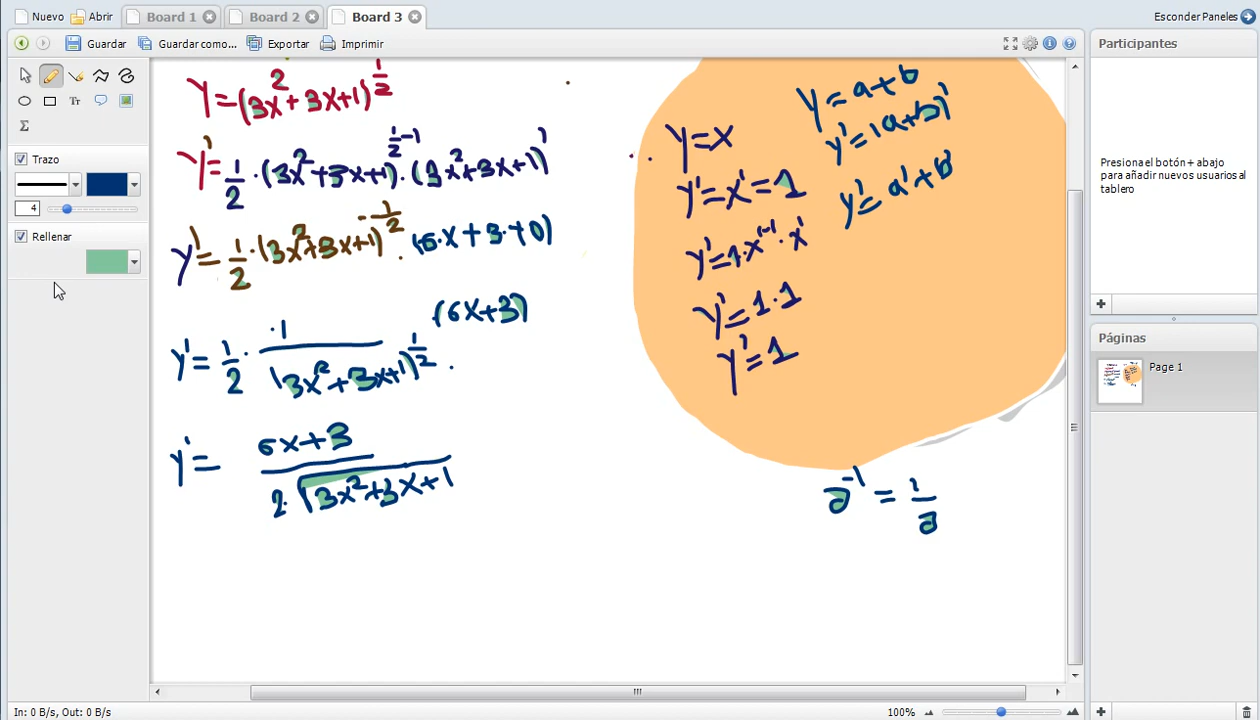 Nuevo Abrir Board 1 Board 2 Board 3 Esconder Paneles
Guardar Guardar como... Exportar Imprimir
Trazo
4
Rellenar
y=(3x²+3x+1)^½
y'=½·(3x²+3x+1)^(½-1)·(3x²+3x+1)'
y'=½·(3x²+3x+1)^(-½)·(6·x+3+0)
y'=½·1/(3x²+3x+1)^½·(6x+3)
y'=(6x+3)/(2·√3x²+3x+1)
y=x
y'=x'=1
y'=1·x^(1-1)·x'
y'=1·1
y'=1
y=a+b
y'=(a+b)'
y'=a'+b'
a⁻¹=1/a
Participantes
Presiona el botón + abajo
para añadir nuevos usuarios al
tablero
Páginas
Page 1
In: 0 B/s, Out: 0 B/s
100%